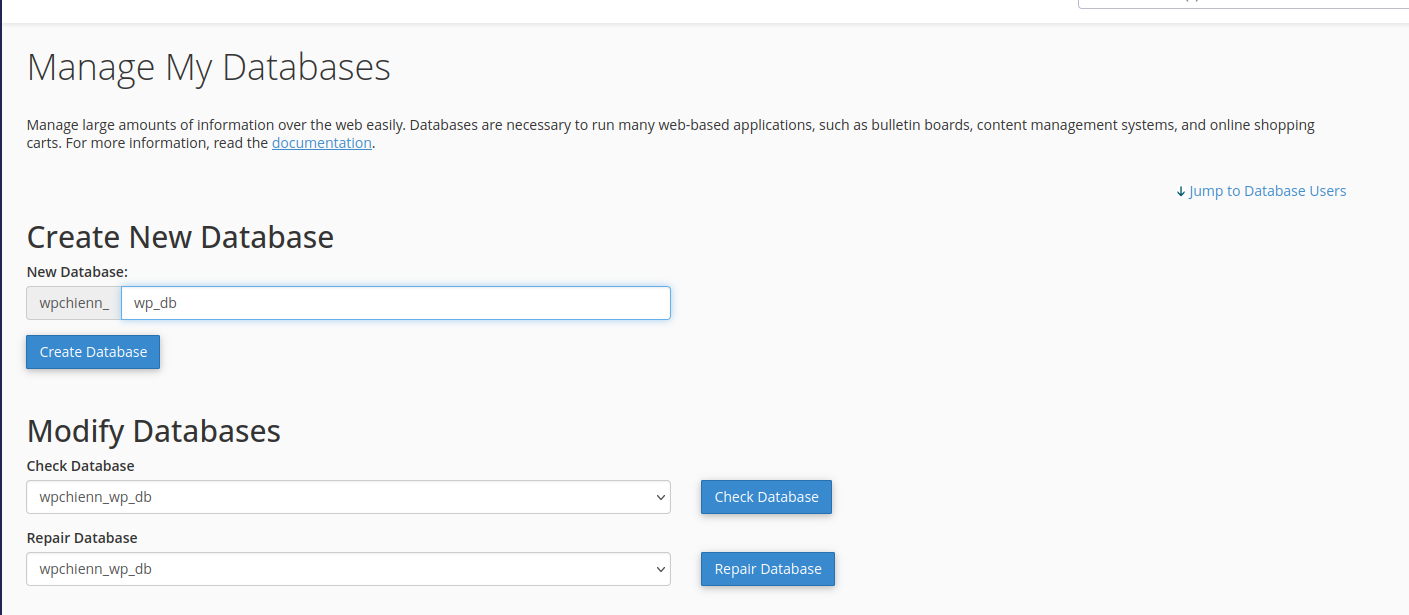 Manage My Databases
Manage large amounts of information over the web easily. Databases are necessary to run many web-based applications, such as bulletin boards, content management systems, and online shopping
carts. For more information, read the documentation.
Jump to Database Users
Create New Database
New Database:
wpchienn_ wp_db
Create Database
Modify Databases
Check Database
wpchienn_wp_db Check Database
Repair Database
wpchienn_wp_db Repair Database